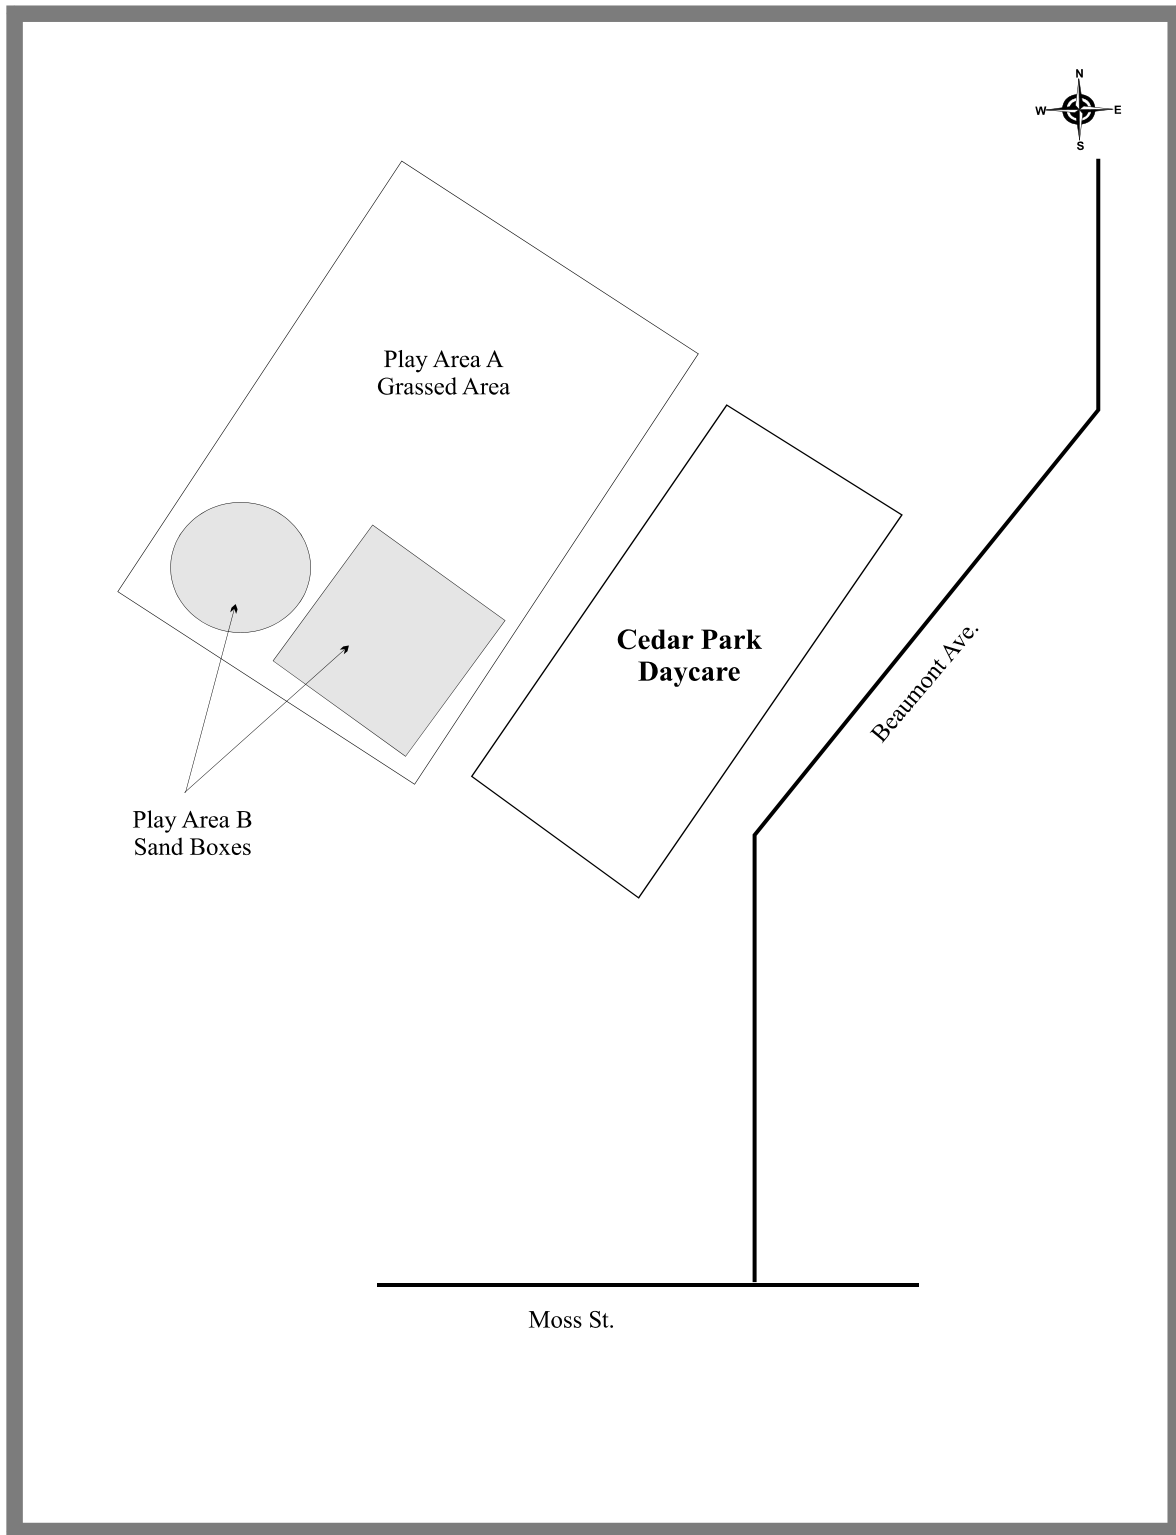 N
W
E
S
Play Area A
Grassed Area
Cedar Park
Daycare
Beaumont Ave.
Play Area B
Sand Boxes
Moss St.